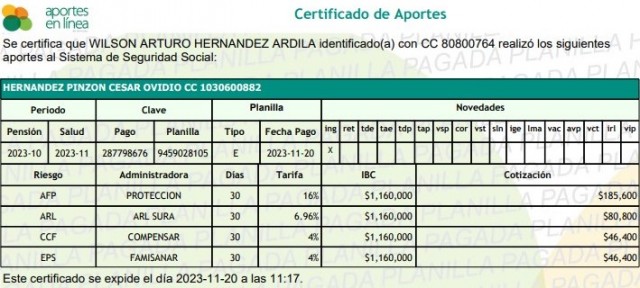 aportes
en línea
Certificado de Aportes
Se certifica que WILSON ARTURO HERNANDEZ ARDILA identificado(a) con CC 80800764 realizó los siguientes
aportes al Sistema de Seguridad Social:
HERNANDEZ PINZON CESAR OVIDIO CC 1030600882
Periodo Clave Planilla Novedades
Pensión Salud Pago Planilla Tipo Fecha Pago ing ret tde tae tdp tap vsp cor vst sln ige lma vac avp vct irl vip
2023-10 2023-11 287798676 9459028105 E 2023-11-20 X
Riesgo Administradora Días Tarifa IBC Cotización
AFP PROTECCION 30 16% $1,160,000 $185,600
ARL ARL SURA 30 6.96% $1,160,000 $80,800
CCF COMPENSAR 30 4% $1,160,000 $46,400
EPS FAMISANAR 30 4% $1,160,000 $46,400
Este certificado se expide el día 2023-11-20 a las 11:17.
PLANILLA PAGADA